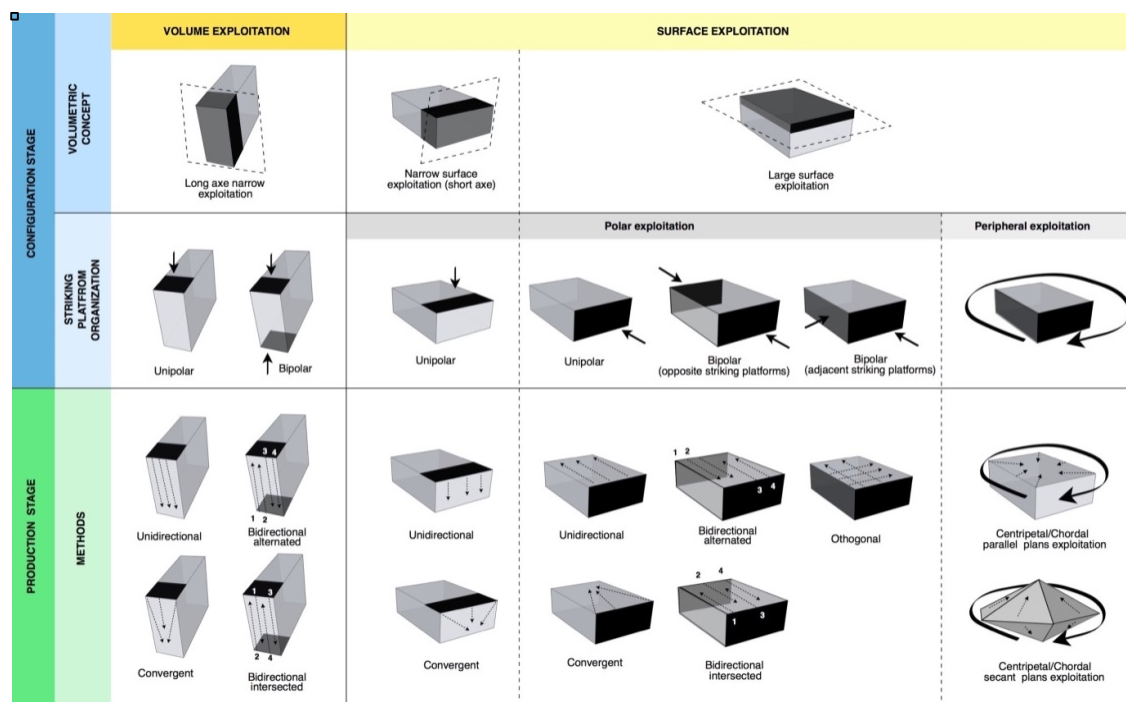 VOLUME EXPLOITATION
SURFACE EXPLOITATION
CONFIGURATION STAGE
VOLUMETRIC
CONCEPT
Long axe narrow
exploitation
Narrow surface
exploitation (short axe)
Large surface
exploitation
Polar exploitation
Peripheral exploitation
STRIKING
PLATFROM
ORGANIZATION
Unipolar
Bipolar
Unipolar
Unipolar
Bipolar
(opposite striking platforms)
Bipolar
(adjacent striking platforms)
PRODUCTION STAGE
METHODS
3 4
1 2
Unidirectional
Bidirectional
alternated
Unidirectional
Unidirectional
1 2
3 4
Bidirectional
alternated
Othogonal
Centripetal/Chordal
parallel plans exploitation
1 3
2 4
Convergent
Bidirectional
intersected
Convergent
Convergent
2 4
1 3
Bidirectional
intersected
Centripetal/Chordal
secant plans exploitation